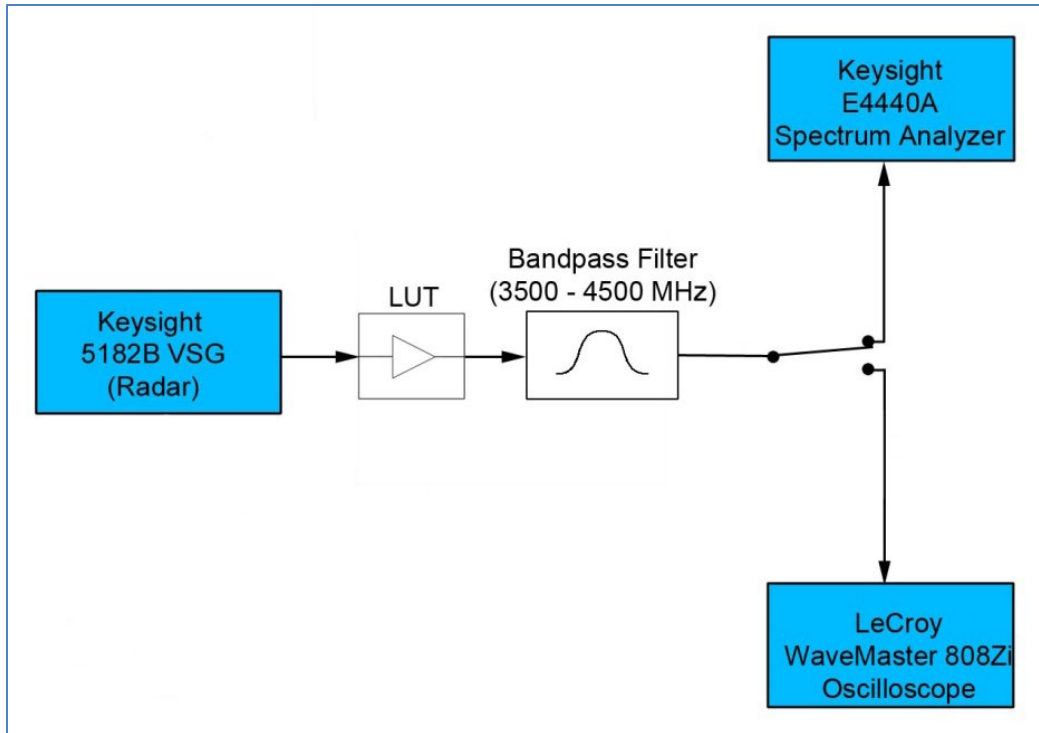 Keysight
E4440A
Spectrum Analyzer
Bandpass Filter
(3500 - 4500 MHz)
LUT
Keysight
5182B VSG
(Radar)
LeCroy
WaveMaster 808Zi
Oscilloscope